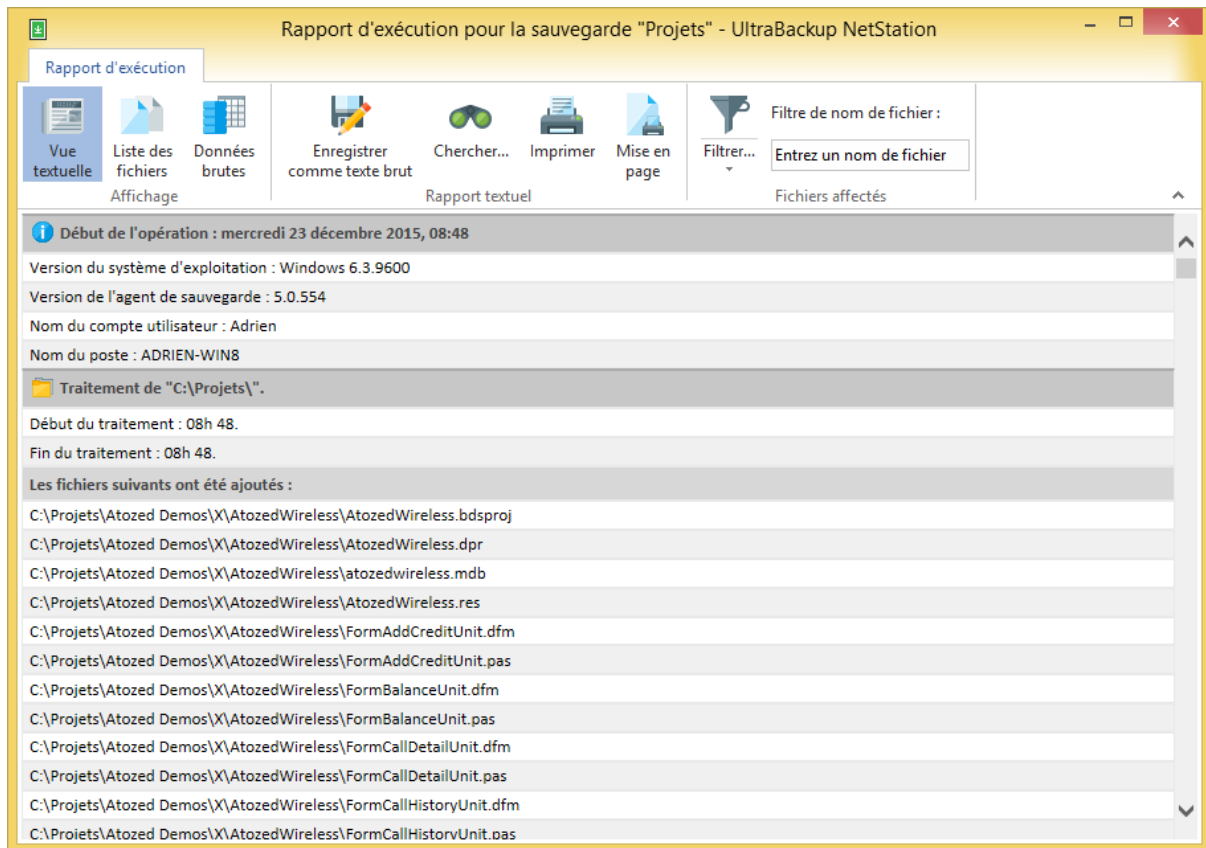 Rapport d'exécution pour la sauvegarde "Projets" - UltraBackup NetStation
Rapport d'exécution
Vue textuelle
Liste des fichiers
Données brutes
Affichage
Enregistrer comme texte brut
Chercher...
Imprimer
Mise en page
Rapport textuel
Filtrer...
Filtre de nom de fichier :
Entrez un nom de fichier
Fichiers affectés
Début de l'opération : mercredi 23 décembre 2015, 08:48
Version du système d'exploitation : Windows 6.3.9600
Version de l'agent de sauvegarde : 5.0.554
Nom du compte utilisateur : Adrien
Nom du poste : ADRIEN-WIN8
Traitement de "C:\Projets\".
Début du traitement : 08h 48.
Fin du traitement : 08h 48.
Les fichiers suivants ont été ajoutés :
C:\Projets\Atozed Demos\X\AtozedWireless\AtozedWireless.bdsproj
C:\Projets\Atozed Demos\X\AtozedWireless\AtozedWireless.dpr
C:\Projets\Atozed Demos\X\AtozedWireless\atozedwireless.mdb
C:\Projets\Atozed Demos\X\AtozedWireless\AtozedWireless.res
C:\Projets\Atozed Demos\X\AtozedWireless\FormAddCreditUnit.dfm
C:\Projets\Atozed Demos\X\AtozedWireless\FormAddCreditUnit.pas
C:\Projets\Atozed Demos\X\AtozedWireless\FormBalanceUnit.dfm
C:\Projets\Atozed Demos\X\AtozedWireless\FormBalanceUnit.pas
C:\Projets\Atozed Demos\X\AtozedWireless\FormCallDetailUnit.dfm
C:\Projets\Atozed Demos\X\AtozedWireless\FormCallDetailUnit.pas
C:\Projets\Atozed Demos\X\AtozedWireless\FormCallHistoryUnit.dfm
C:\Projets\Atozed Demos\X\AtozedWireless\FormCallHistoryUnit.pas